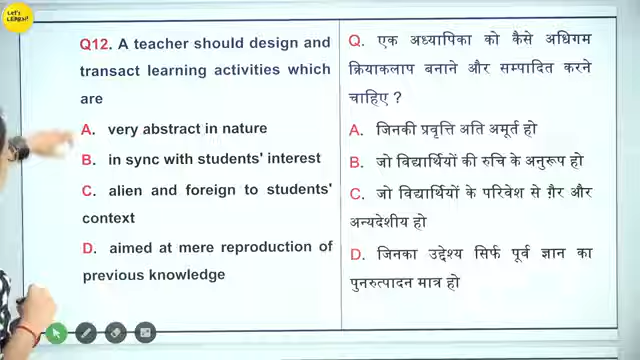 LET'S
LEARN!
Q12. A teacher should design and
transact learning activities which
are
A. very abstract in nature
B. in sync with students' interest
C. alien and foreign to students'
context
D. aimed at mere reproduction of
previous knowledge
Q. एक अध्यापिका को कैसे अधिगम
क्रियाकलाप बनाने और सम्पादित करने
चाहिए ?
A. जिनकी प्रवृत्ति अति अमूर्त हो
B. जो विद्यार्थियों की रुचि के अनुरूप हो
C. जो विद्यार्थियों के परिवेश से ग़ैर और
अन्यदेशीय हो
D. जिनका उद्देश्य सिर्फ पूर्व ज्ञान का
पुनरुत्पादन मात्र हो